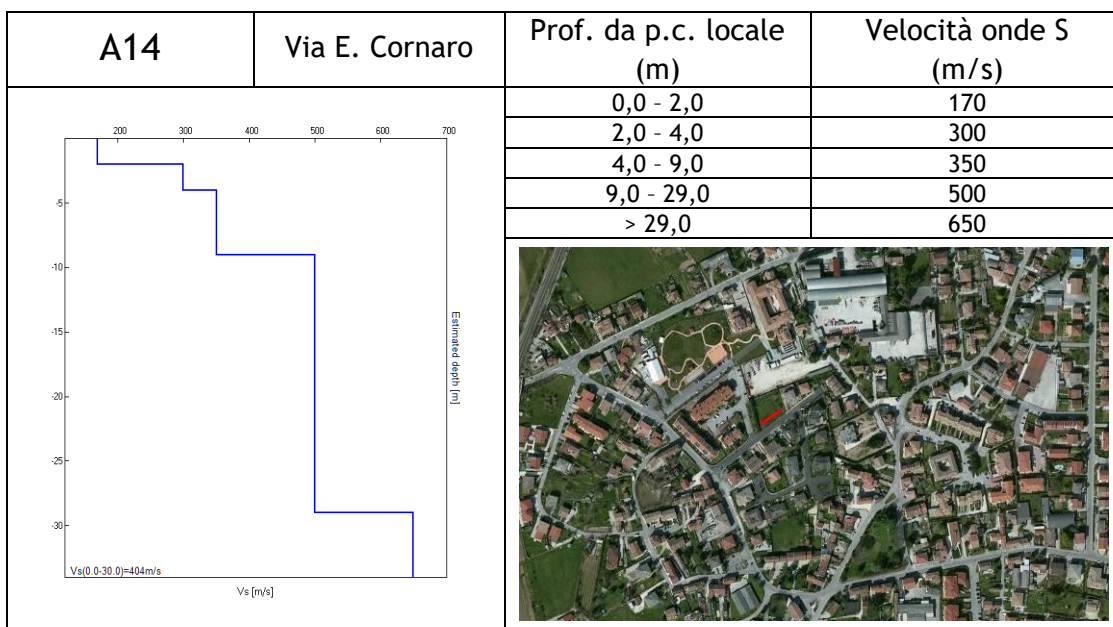 A14
Via E. Cornaro
Prof. da p.c. locale
(m)
Velocità onde S
(m/s)
0,0 – 2,0 170
2,0 – 4,0 300
4,0 – 9,0 350
9,0 – 29,0 500
> 29,0 650
200 300 400 500 600 700
-5
-10
-15
-20
-25
-30
Estimated depth [m]
Vs(0.0-30.0)=404m/s
Vs [m/s]